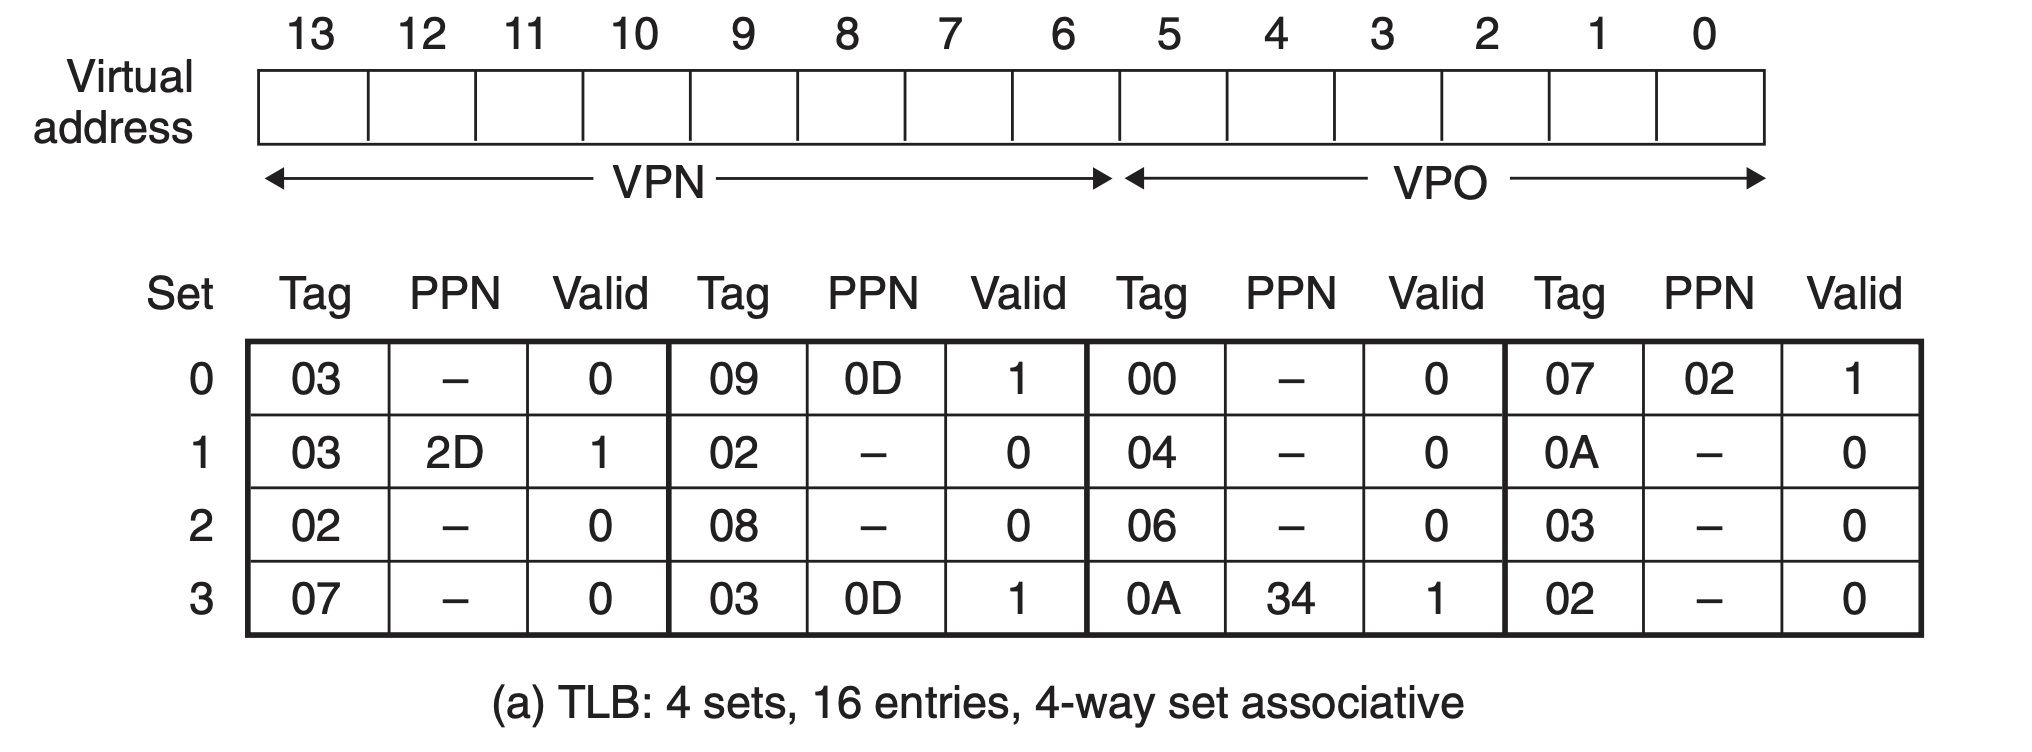 13 12 11 10 9 8 7 6 5 4 3 2 1 0
Virtual
address
VPN VPO
Set Tag PPN Valid Tag PPN Valid Tag PPN Valid Tag PPN Valid
0 03 – 0 09 0D 1 00 – 0 07 02 1
1 03 2D 1 02 – 0 04 – 0 0A – 0
2 02 – 0 08 – 0 06 – 0 03 – 0
3 07 – 0 03 0D 1 0A 34 1 02 – 0
(a) TLB: 4 sets, 16 entries, 4-way set associative